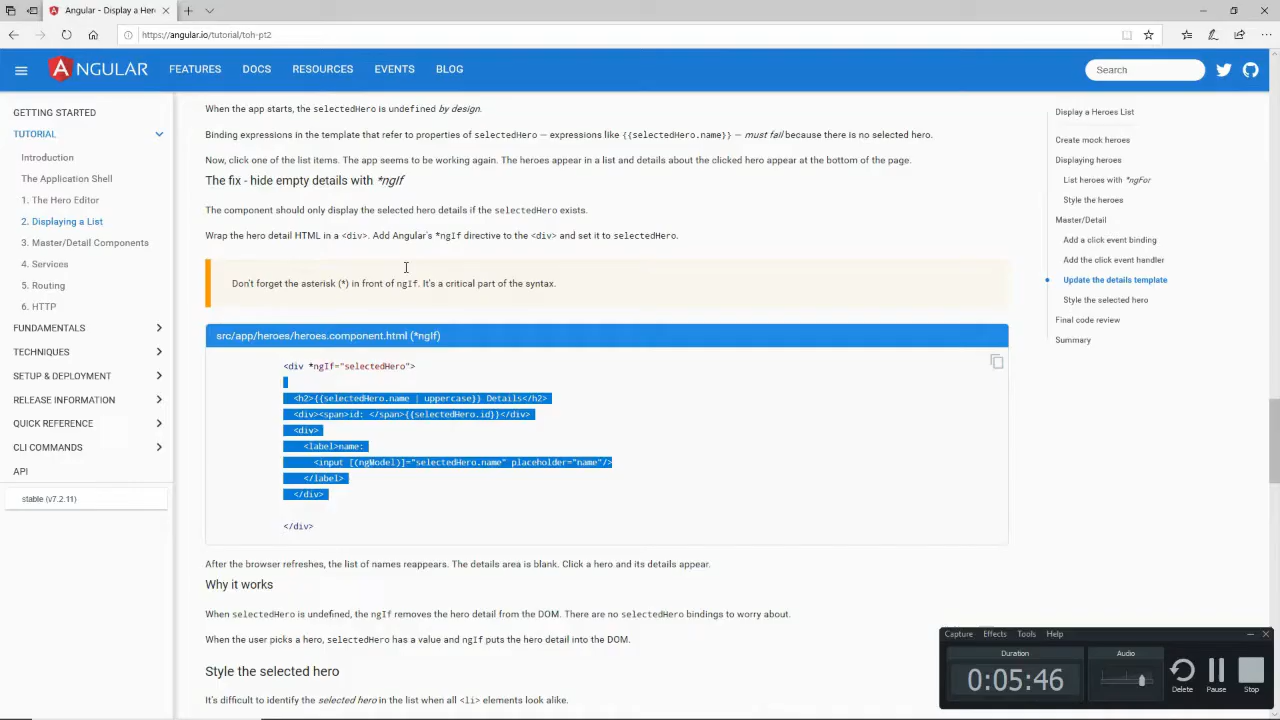 Angular - Display a Her
https://angular.io/tutorial/toh-pt2
ANGULAR
FEATURES
DOCS
RESOURCES
EVENTS
BLOG
Search
GETTING STARTED
TUTORIAL
Introduction
The Application Shell
1. The Hero Editor
2. Displaying a List
3. Master/Detail Components
4. Services
5. Routing
6. HTTP
FUNDAMENTALS
TECHNIQUES
SETUP & DEPLOYMENT
RELEASE INFORMATION
QUICK REFERENCE
CLI COMMANDS
API
stable (v7.2.11)
When the app starts, the selectedHero is undefined by design.
Binding expressions in the template that refer to properties of selectedHero — expressions like {{selectedHero.name}} — must fail because there is no selected hero.
Now, click one of the list items. The app seems to be working again. The heroes appear in a list and details about the clicked hero appear at the bottom of the page.
The fix - hide empty details with *ngIf
The component should only display the selected hero details if the selectedHero exists.
Wrap the hero detail HTML in a <div>. Add Angular's *ngIf directive to the <div> and set it to selectedHero.
Don't forget the asterisk (*) in front of ngIf. It's a critical part of the syntax.
src/app/heroes/heroes.component.html (*ngIf)
<div *ngIf="selectedHero">
<h2>{{selectedHero.name | uppercase}} Details</h2>
<div><span>id: </span>{{selectedHero.id}}</div>
<div>
<label>name:
<input [(ngModel)]="selectedHero.name" placeholder="name"/>
</label>
</div>
</div>
After the browser refreshes, the list of names reappears. The details area is blank. Click a hero and its details appear.
Why it works
When selectedHero is undefined, the ngIf removes the hero detail from the DOM. There are no selectedHero bindings to worry about.
When the user picks a hero, selectedHero has a value and ngIf puts the hero detail into the DOM.
Style the selected hero
It's difficult to identify the selected hero in the list when all <li> elements look alike.
Display a Heroes List
Create mock heroes
Displaying heroes
List heroes with *ngFor
Style the heroes
Master/Detail
Add a click event binding
Add the click event handler
Update the details template
Style the selected hero
Final code review
Summary
Capture
Effects
Tools
Help
Duration
0:05:46
Audio
Delete
Pause
Stop